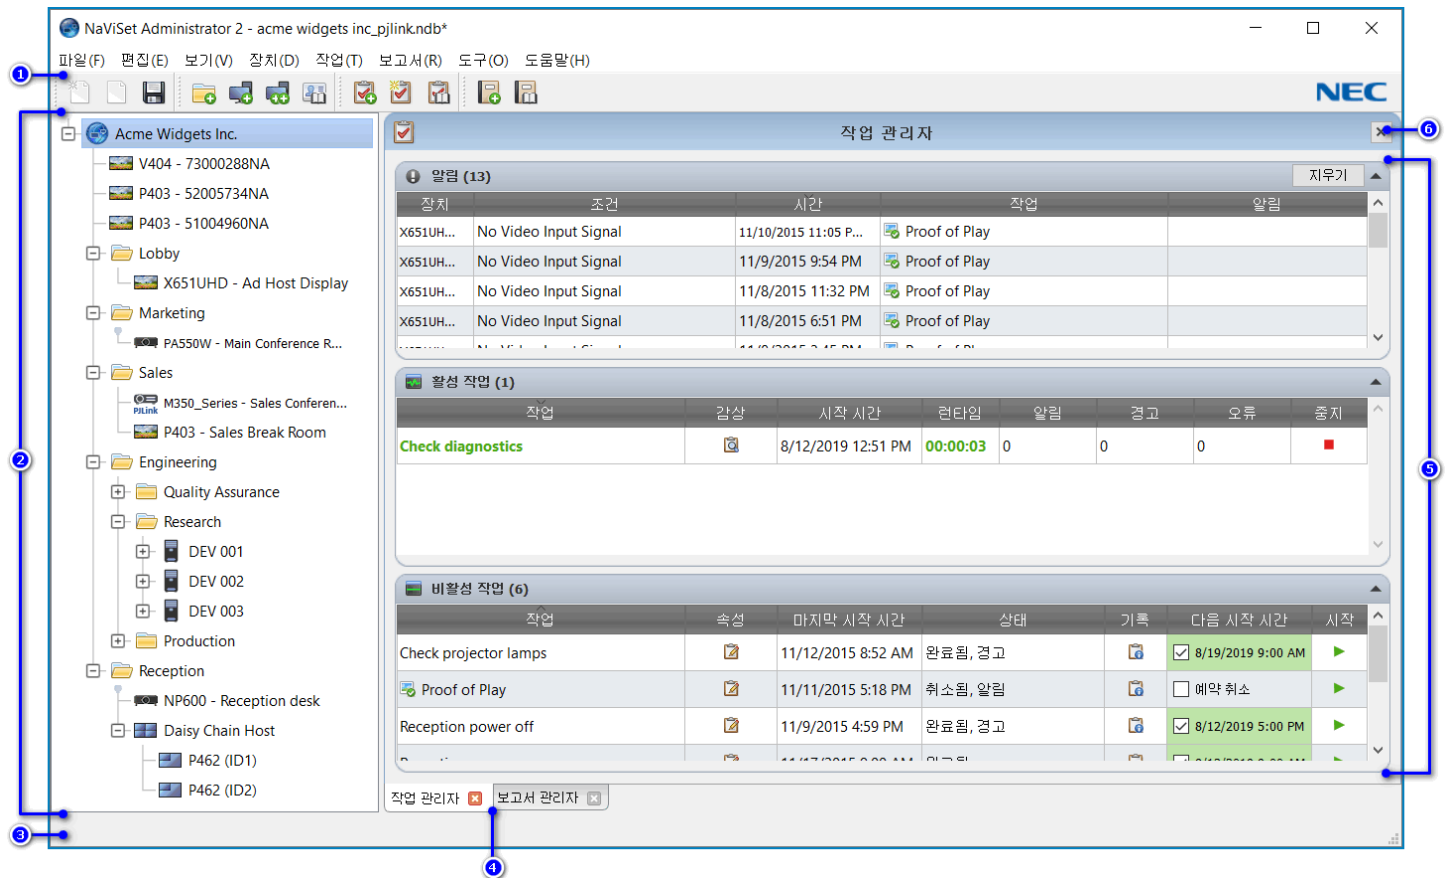 NaViSet Administrator 2 - acme widgets inc_pjlink.ndb*
파일(F) 편집(E) 보기(V) 장치(D) 작업(T) 보고서(R) 도구(O) 도움말(H)
1
NEC
2
3
4
5
6
Acme Widgets Inc.
V404 - 73000288NA
P403 - 52005734NA
P403 - 51004960NA
Lobby
X651UHD - Ad Host Display
Marketing
PA550W - Main Conference R...
Sales
PJLink M350_Series - Sales Conferen...
P403 - Sales Break Room
Engineering
Quality Assurance
Research
DEV 001
DEV 002
DEV 003
Production
Reception
NP600 - Reception desk
Daisy Chain Host
P462 (ID1)
P462 (ID2)
작업 관리자
알림 (13) 지우기
장치 조건 시간 작업 알림
X651UH... No Video Input Signal 11/10/2015 11:05 P... Proof of Play
X651UH... No Video Input Signal 11/9/2015 9:54 PM Proof of Play
X651UH... No Video Input Signal 11/8/2015 11:32 PM Proof of Play
X651UH... No Video Input Signal 11/8/2015 6:51 PM Proof of Play
활성 작업 (1)
작업 감상 시작 시간 런타임 알림 경고 오류 중지
Check diagnostics 8/12/2019 12:51 PM 00:00:03 0 0 0
비활성 작업 (6)
작업 속성 마지막 시작 시간 상태 기록 다음 시작 시간 시작
Check projector lamps 11/12/2015 8:52 AM 완료됨, 경고 8/19/2019 9:00 AM
Proof of Play 11/11/2015 5:18 PM 취소됨, 알림 예약 취소
Reception power off 11/9/2015 4:59 PM 완료됨, 경고 8/12/2019 5:00 PM
작업 관리자 보고서 관리자